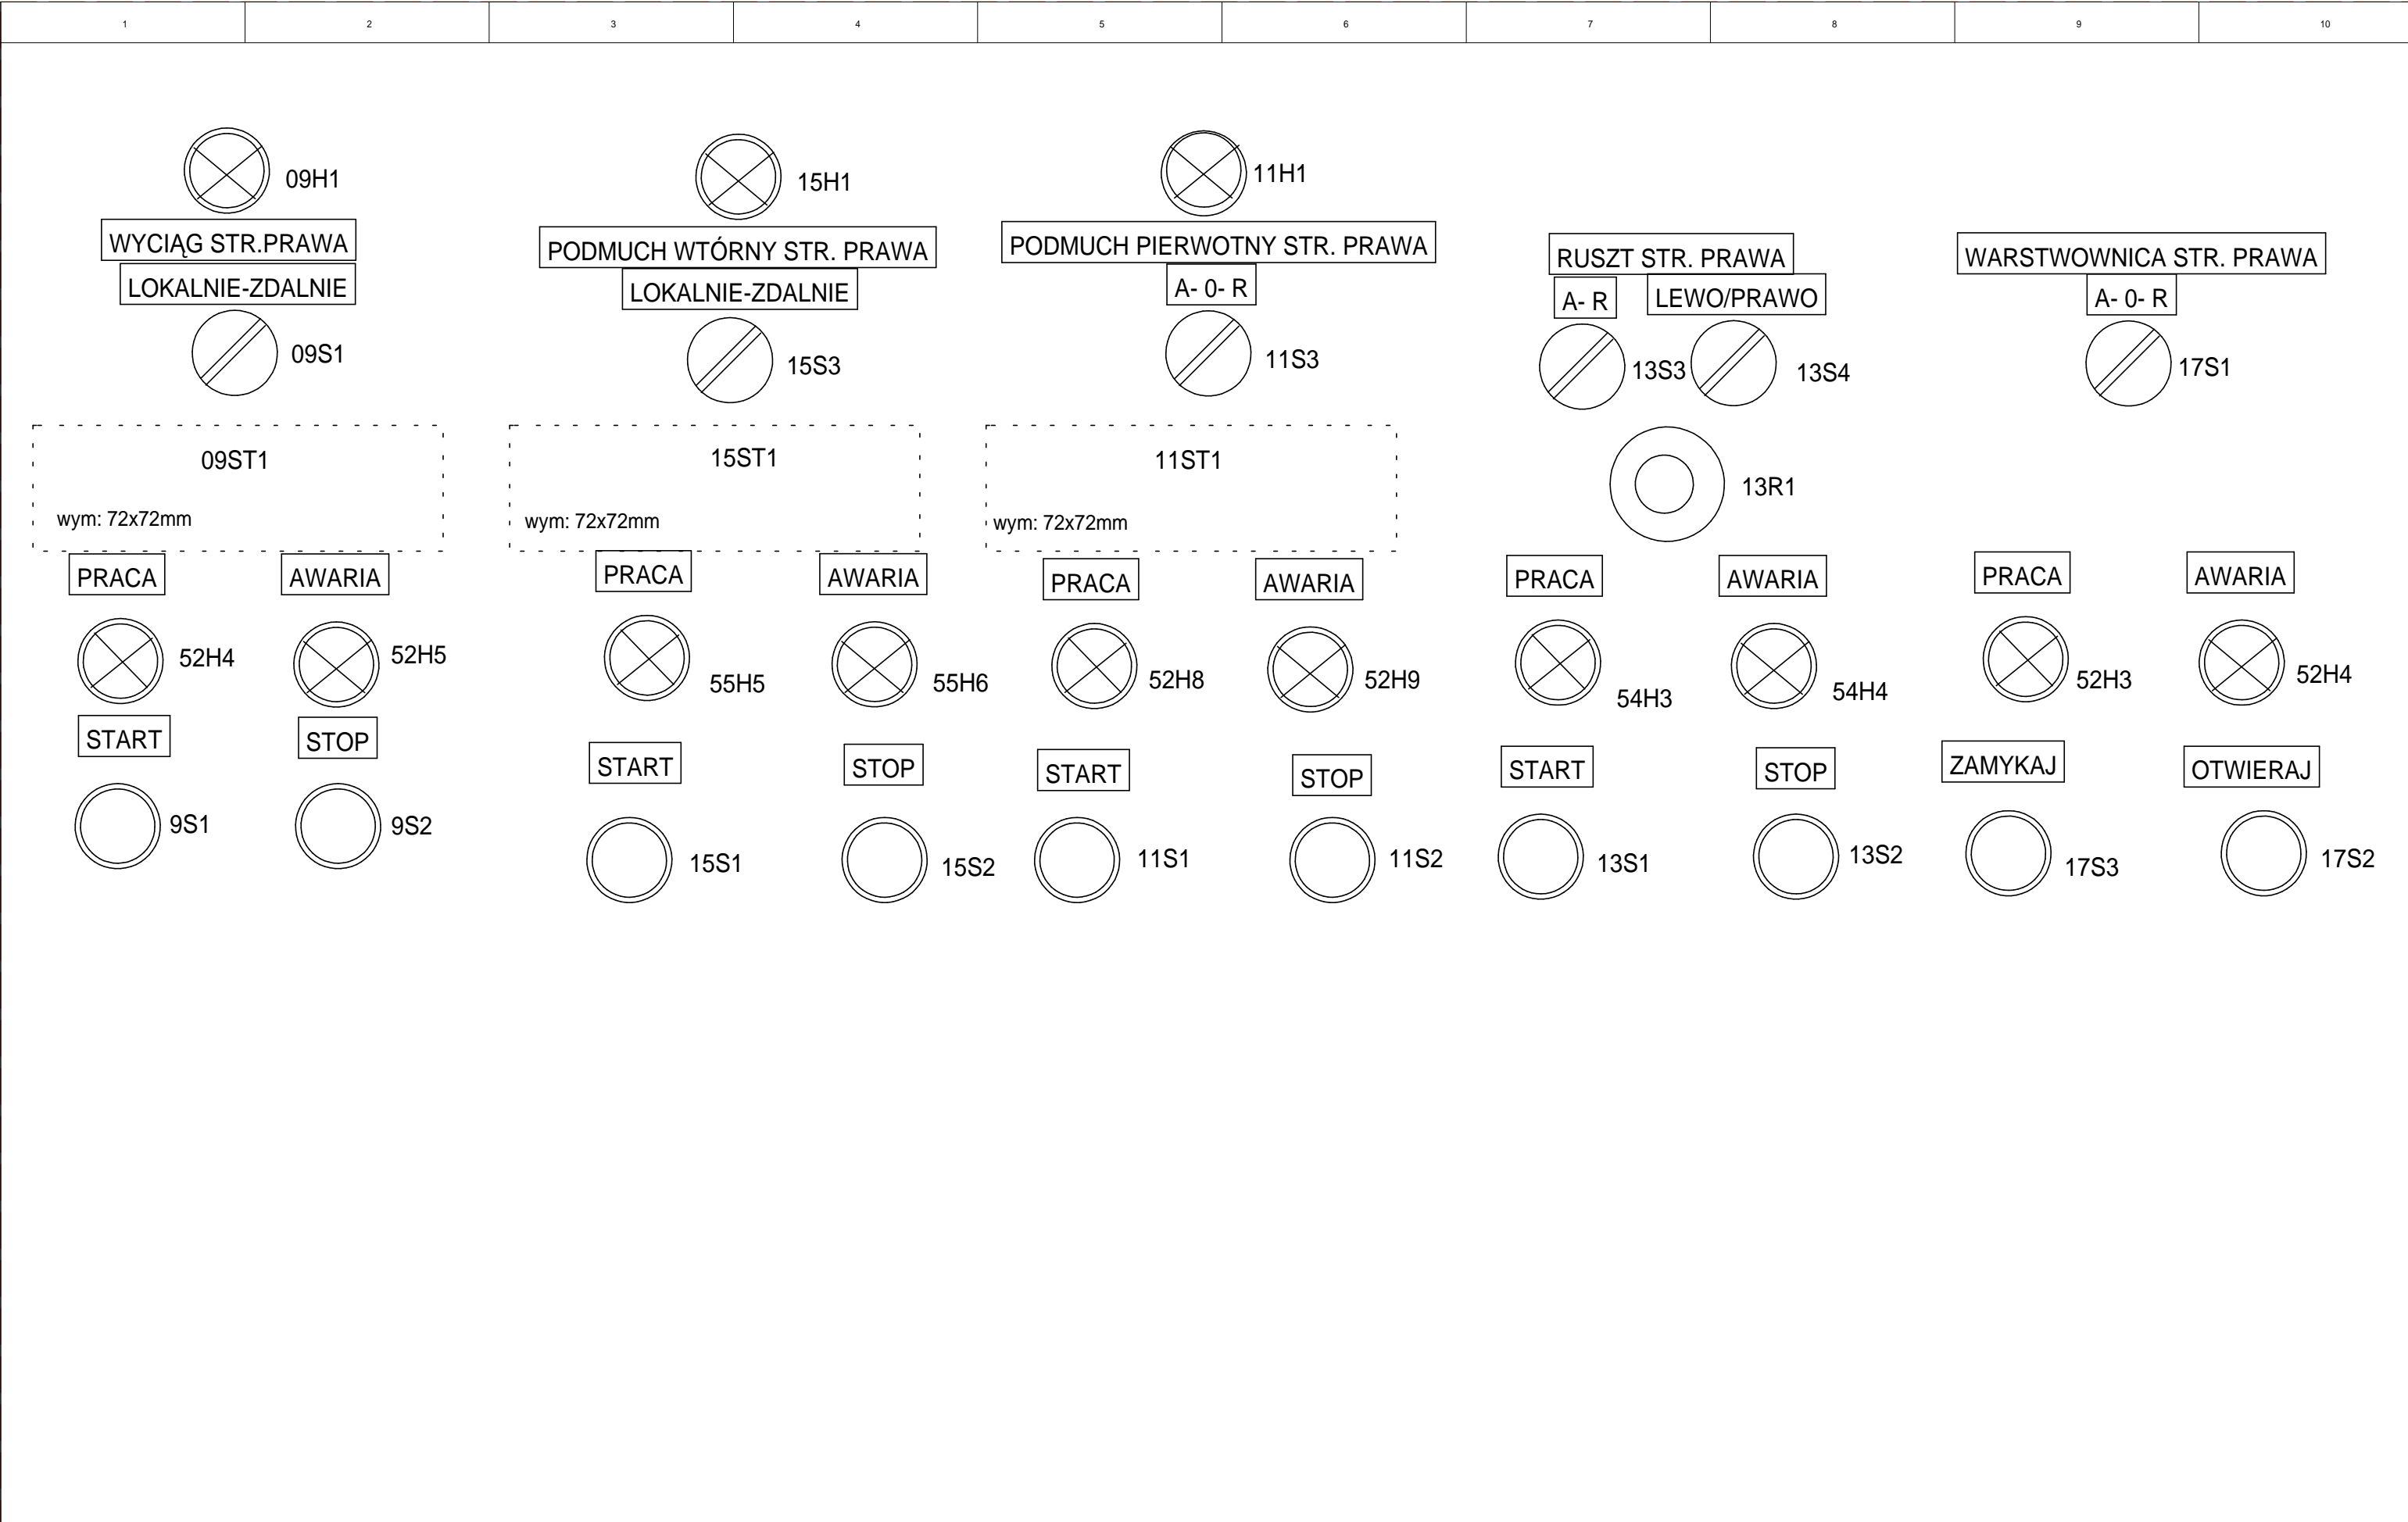 1 2 3 4 5 6 7 8 9 10
09H1
WYCIĄG STR.PRAWA
LOKALNIE-ZDALNIE
09S1
09ST1
wym: 72x72mm
PRACA AWARIA
52H4 52H5
START STOP
9S1 9S2
15H1
PODMUCH WTÓRNY STR. PRAWA
LOKALNIE-ZDALNIE
15S3
15ST1
wym: 72x72mm
PRACA AWARIA
55H5 55H6
START STOP
15S1 15S2
11H1
PODMUCH PIERWOTNY STR. PRAWA
A- 0- R
11S3
11ST1
wym: 72x72mm
PRACA AWARIA
52H8 52H9
START STOP
11S1 11S2
RUSZT STR. PRAWA
A- R LEWO/PRAWO
13S3 13S4
13R1
PRACA AWARIA
54H3 54H4
START STOP
13S1 13S2
WARSTWOWNICA STR. PRAWA
A- 0- R
17S1
PRACA AWARIA
52H3 52H4
ZAMYKAJ OTWIERAJ
17S3 17S2